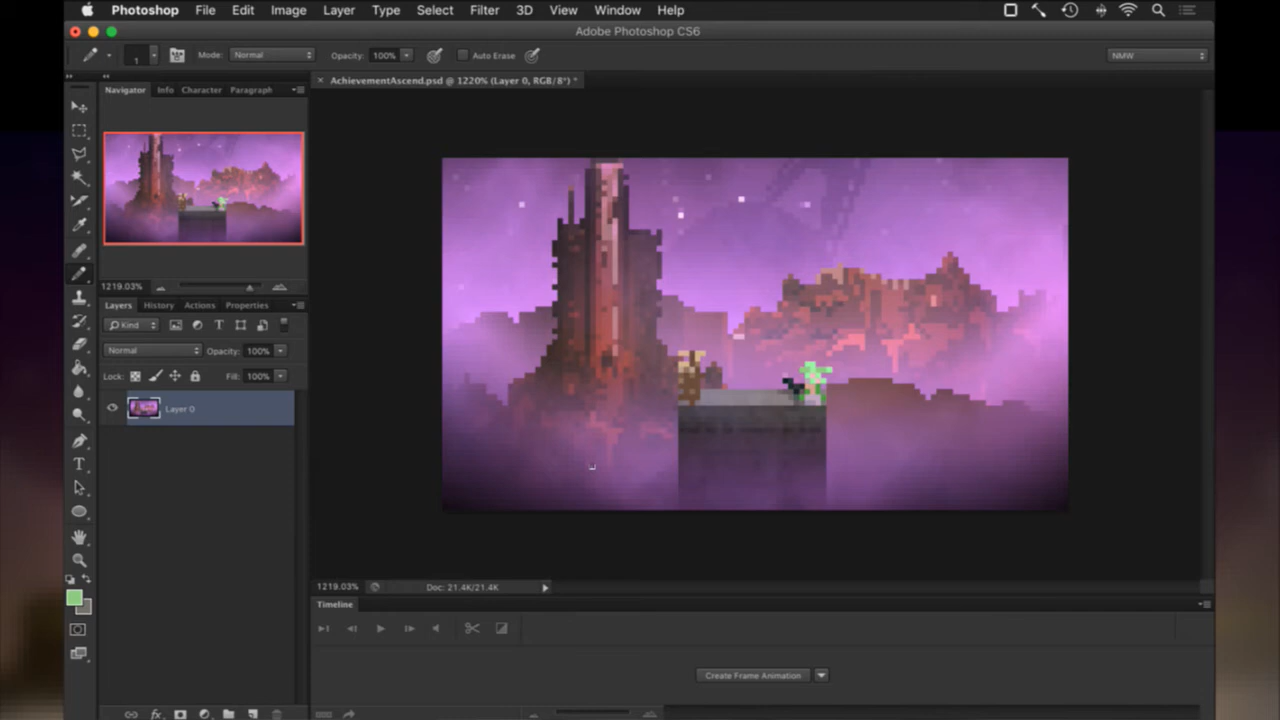 Photoshop File Edit Image Layer Type Select Filter 3D View Window Help
Adobe Photoshop CS6
1 Mode: Normal Opacity: 100% Auto Erase NMW
× AchievementAscend.psd @ 1220% (Layer 0, RGB/8*) *
Navigator Info Character Paragraph
1219.03%
Layers History Actions Properties
Kind T
Normal Opacity: 100%
Lock: Fill: 100%
Layer 0
1219.03% Doc: 21.4K/21.4K
Timeline
Create Frame Animation
fx